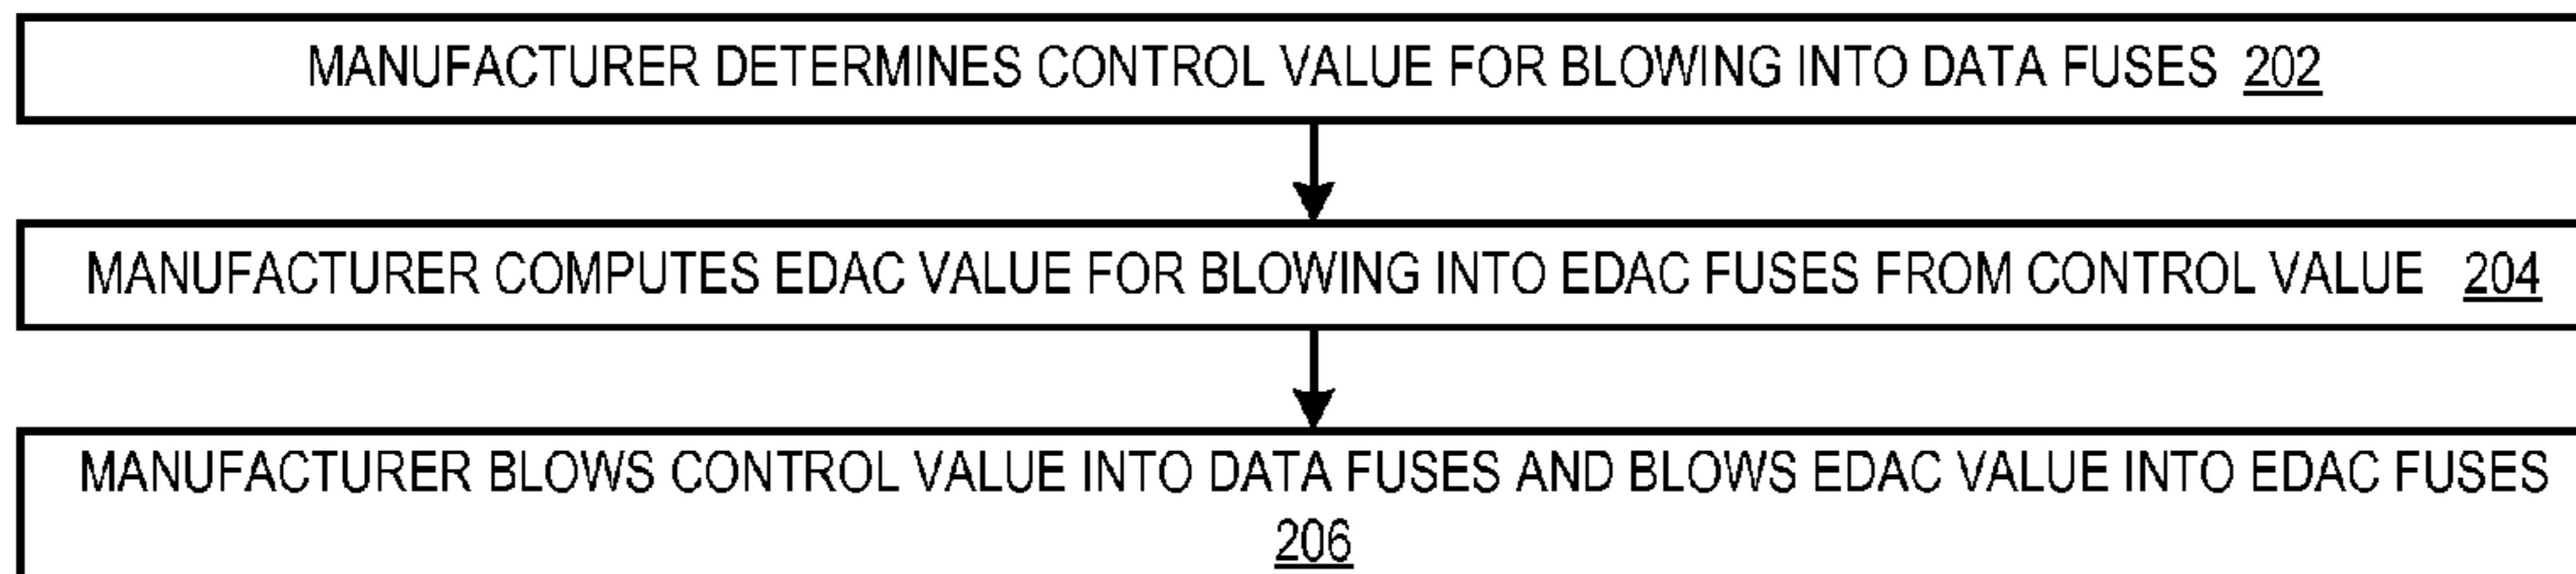 MANUFACTURER DETERMINES CONTROL VALUE FOR BLOWING INTO DATA FUSES 202
MANUFACTURER COMPUTES EDAC VALUE FOR BLOWING INTO EDAC FUSES FROM CONTROL VALUE 204
MANUFACTURER BLOWS CONTROL VALUE INTO DATA FUSES AND BLOWS EDAC VALUE INTO EDAC FUSES
206